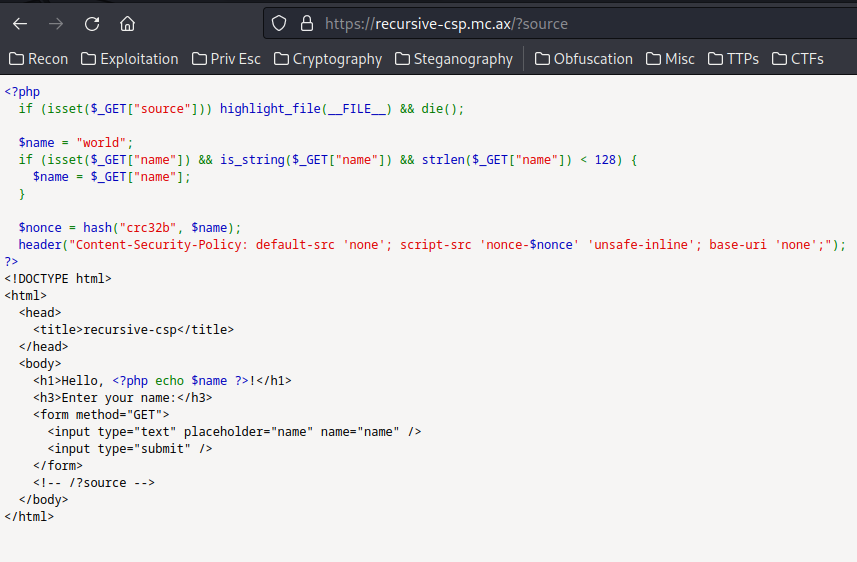 https://recursive-csp.mc.ax/?source
Recon Exploitation Priv Esc Cryptography Steganography Obfuscation Misc TTPs CTFs
<?php
  if (isset($_GET["source"])) highlight_file(__FILE__) && die();

  $name = "world";
  if (isset($_GET["name"]) && is_string($_GET["name"]) && strlen($_GET["name"]) < 128) {
    $name = $_GET["name"];
  }

  $nonce = hash("crc32b", $name);
  header("Content-Security-Policy: default-src 'none'; script-src 'nonce-$nonce' 'unsafe-inline'; base-uri 'none';");
?>
<!DOCTYPE html>
<html>
  <head>
    <title>recursive-csp</title>
  </head>
  <body>
    <h1>Hello, <?php echo $name ?>!</h1>
    <h3>Enter your name:</h3>
    <form method="GET">
      <input type="text" placeholder="name" name="name" />
      <input type="submit" />
    </form>
    <!-- /?source -->
  </body>
</html>